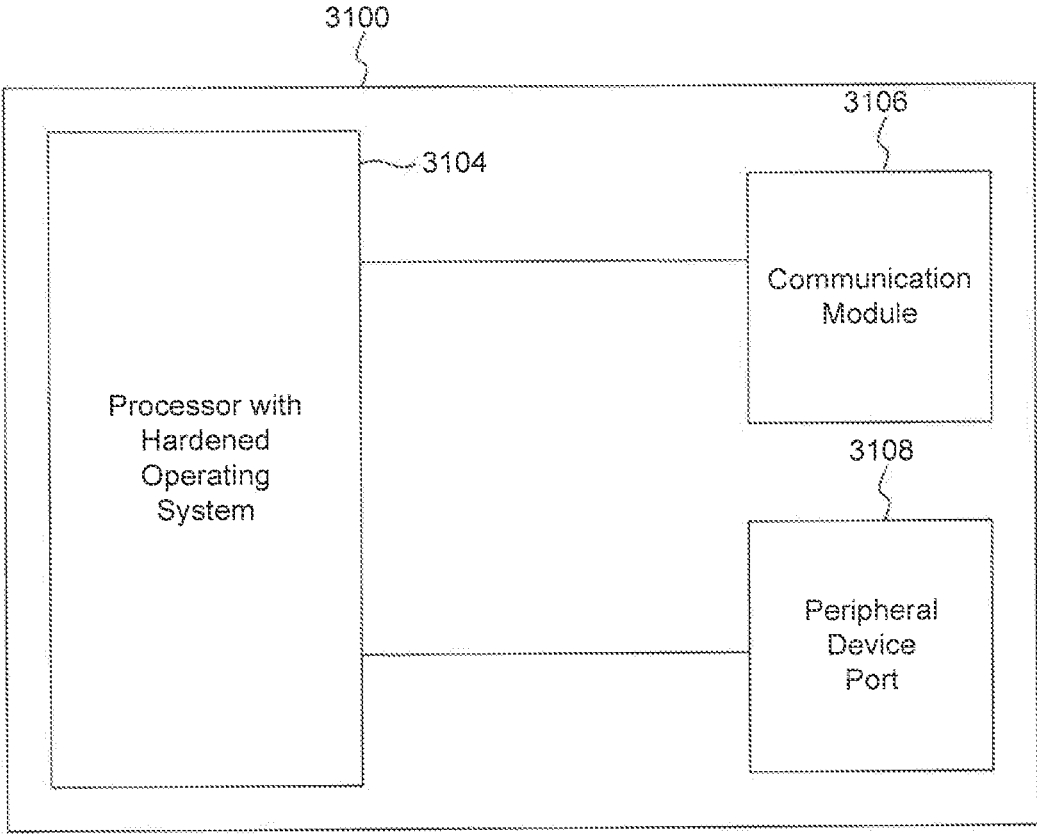 3100
3106
3104
Communication
Module
Processor with
Hardened
Operating
System
3108
Peripheral
Device
Port